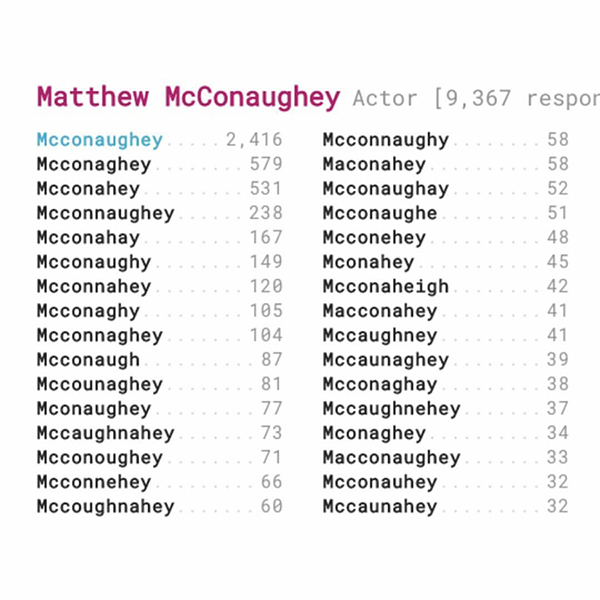 Matthew McConaughey Actor [9,367 respon
Mcconaughey ..... 2,416
Mcconaghey ........ 579
Mcconahey ......... 531
Mcconnaughey ...... 238
Mcconahay ......... 167
Mcconaughy ........ 149
Mcconnahey ........ 120
Mcconaghy ......... 105
Mcconnaghey ....... 104
Mcconaugh .......... 87
Mccounaghey ........ 81
Mconaughey ......... 77
Mccaughnahey ....... 73
Mcconoughey ........ 71
Mcconnehey ......... 66
Mccoughnahey ....... 60
Mcconnaughy ........ 58
Maconahey .......... 58
Mcconaughay ........ 52
Mcconaughe ......... 51
Mcconehey .......... 48
Mconahey ........... 45
Mcconaheigh ........ 42
Macconahey ......... 41
Mccaughney ......... 41
Mccaunaghey ........ 39
Mcconaghay ......... 38
Mccaughnehey ....... 37
Mconaghey .......... 34
Macconaughey ....... 33
Mcconauhey ......... 32
Mccaunahey ......... 32